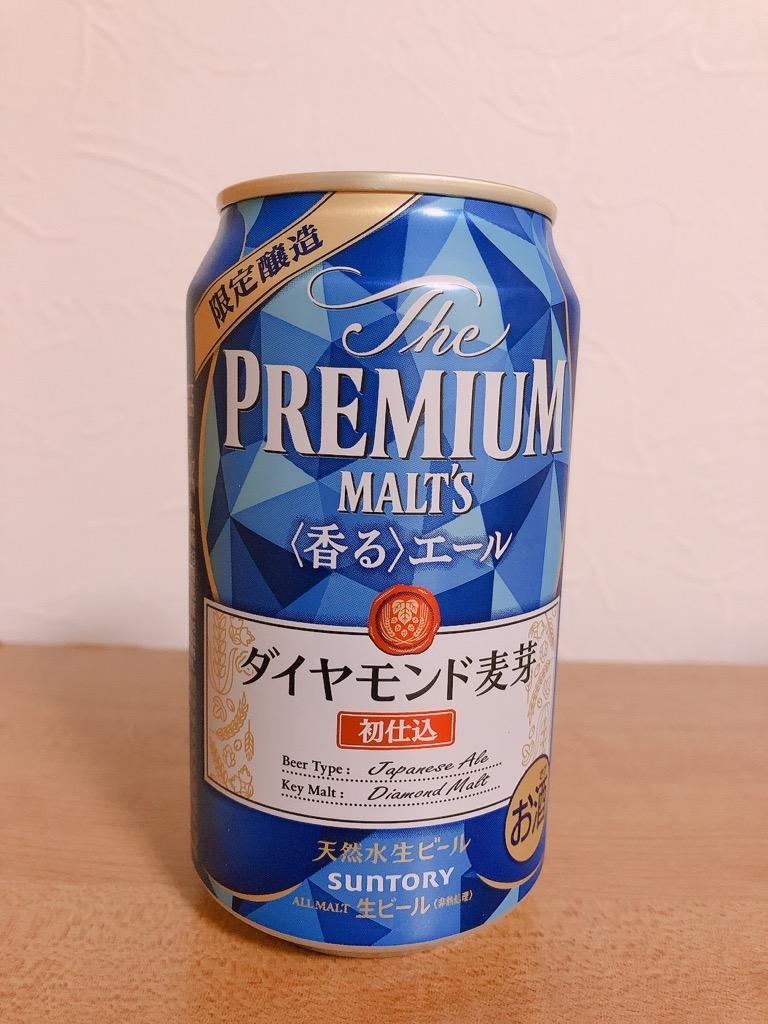 限定醸造
The
PREMIUM
MALT'S
〈香る〉エール
ダイヤモンド麦芽
初仕込
Beer Type : Japanese Ale
Key Malt : Diamond Malt
お酒
天然水生ビール
SUNTORY
ALL MALT 生ビール〈非熱処理〉